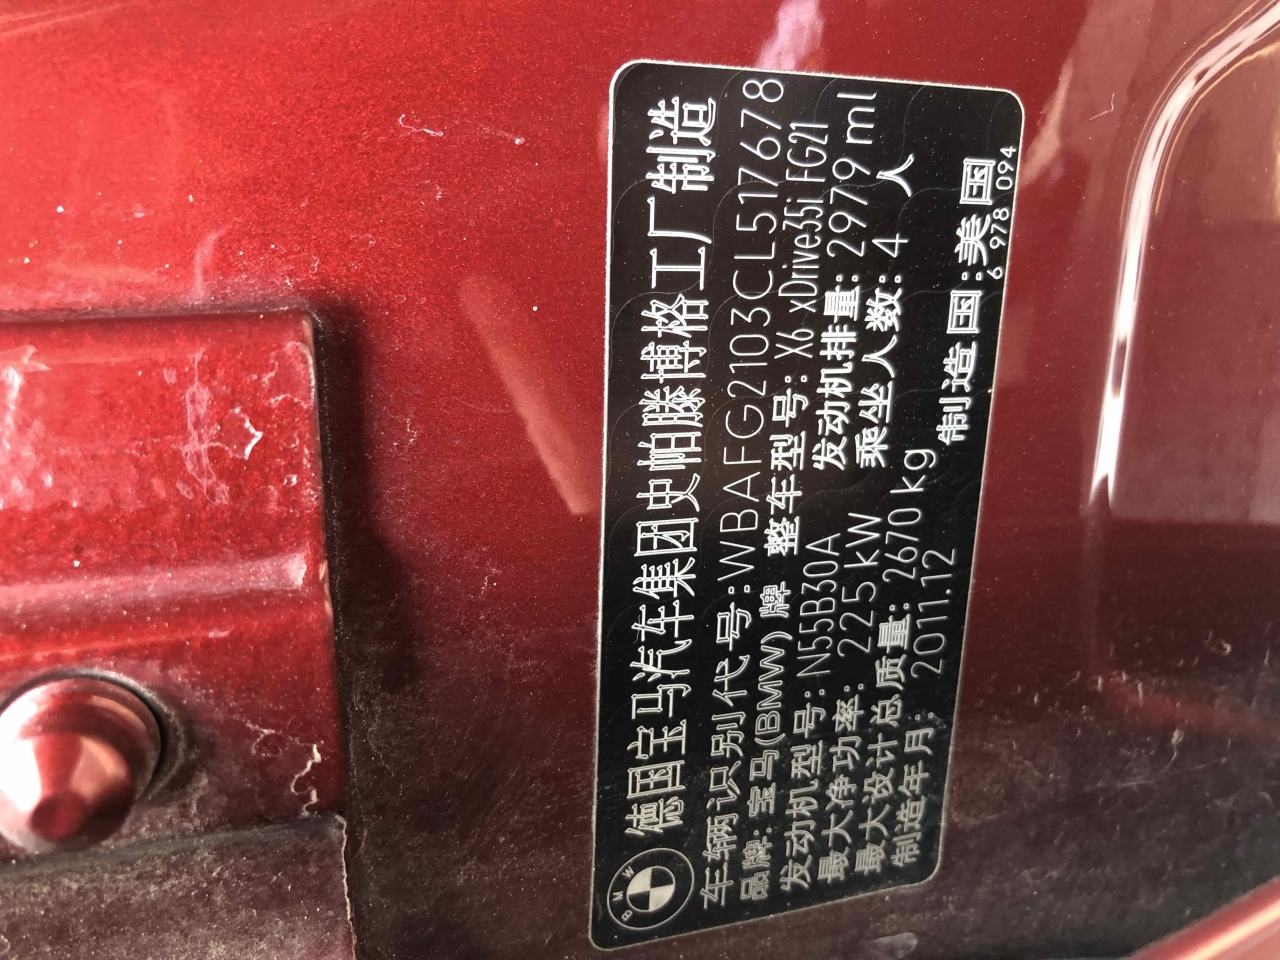 BMW
德国宝马汽车集团史帕滕博格工厂制造
车辆识别代号:WBAFG2103CL517678
品牌:宝马(BMW)牌 整车型号:X6 xDrive35i FG21
发动机型号:N55B30A 发动机排量:2979 ml
最大净功率:225kW 乘坐人数:4 人
最大设计总质量:2670kg
制造年月:2011.12 制造国:美国
6 978 094